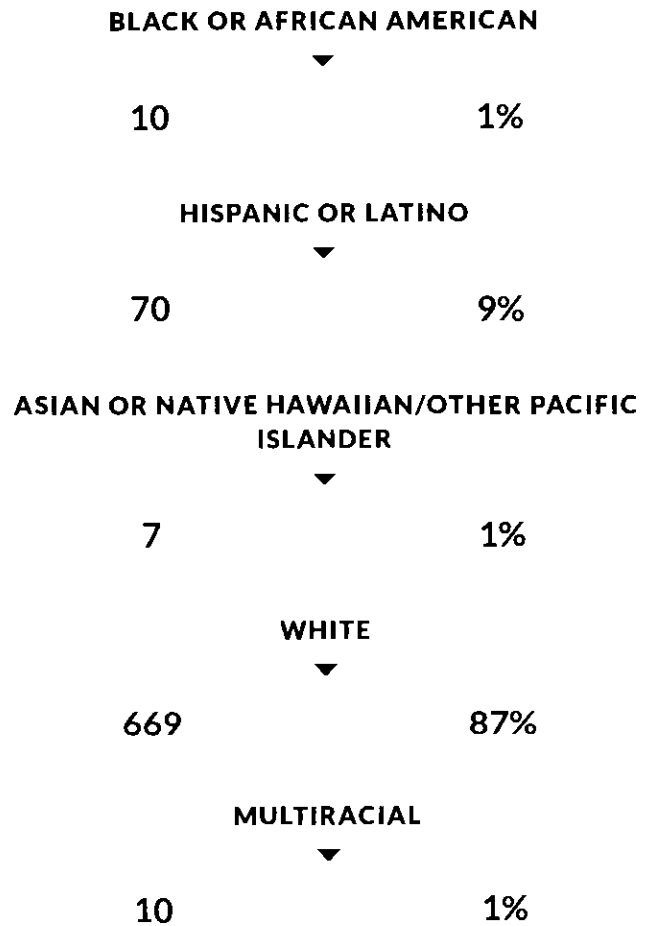 BLACK OR AFRICAN AMERICAN
10 1%
HISPANIC OR LATINO
70 9%
ASIAN OR NATIVE HAWAIIAN/OTHER PACIFIC
ISLANDER
7 1%
WHITE
669 87%
MULTIRACIAL
10 1%